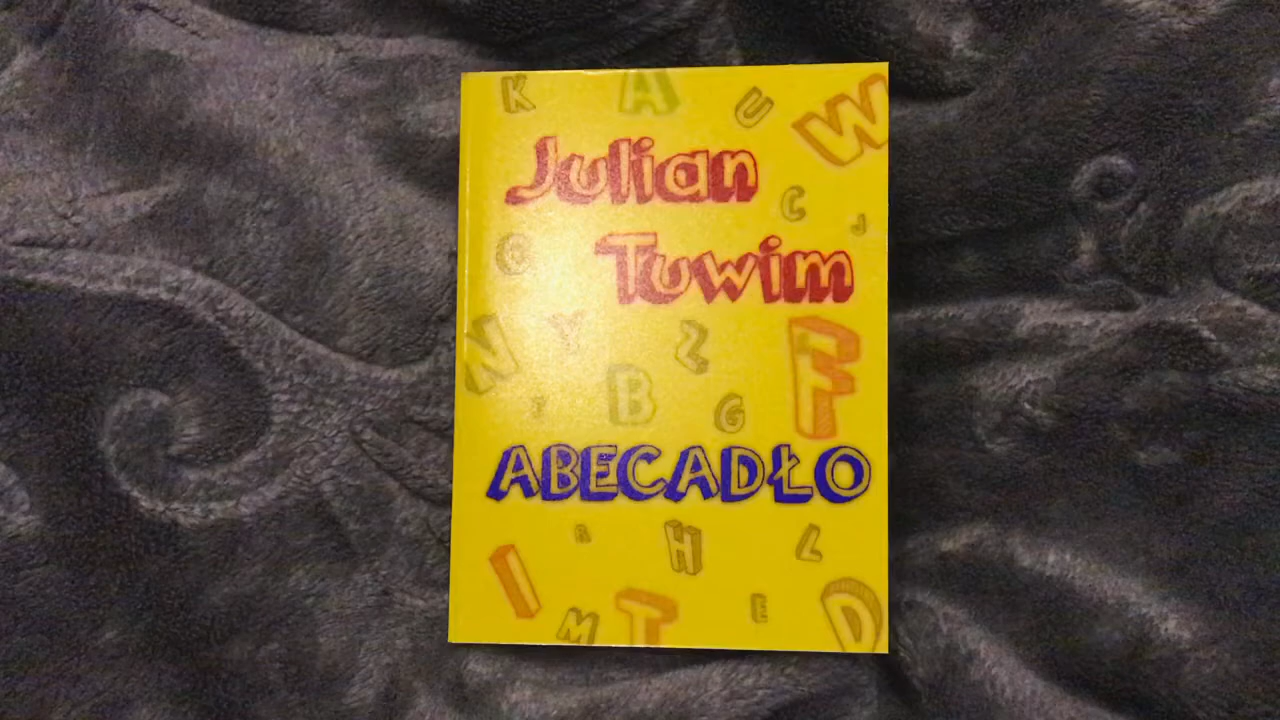 K A U W
Julian
C J
O
Tuwim
N Y Z F
B G
ABECADŁO
R H L
I
M T E D